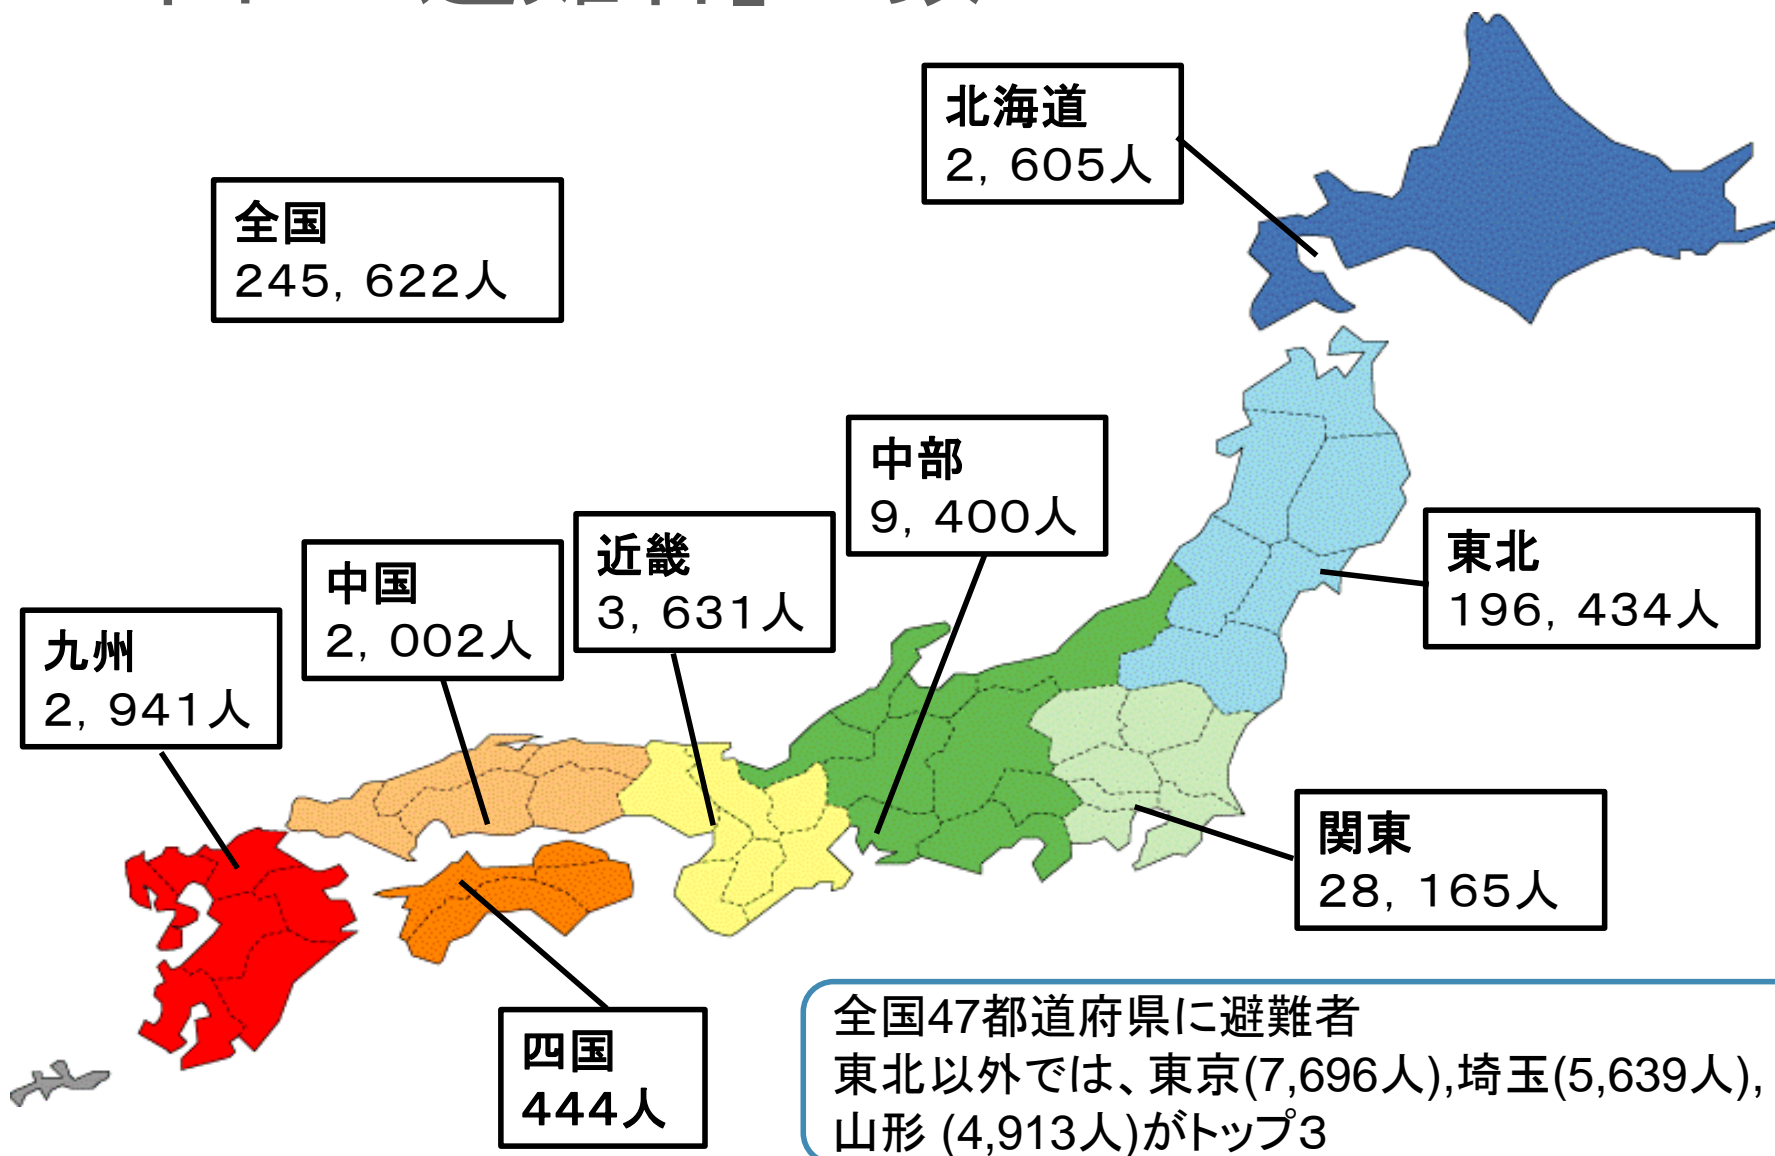 北海道
2, 605人
全国
245, 622人
中部
9, 400人
東北
196, 434人
近畿
3, 631人
中国
2, 002人
九州
2, 941人
関東
28, 165人
四国
444人
全国47都道府県に避難者
東北以外では、東京(7,696人),埼玉(5,639人),
山形 (4,913人)がトップ3